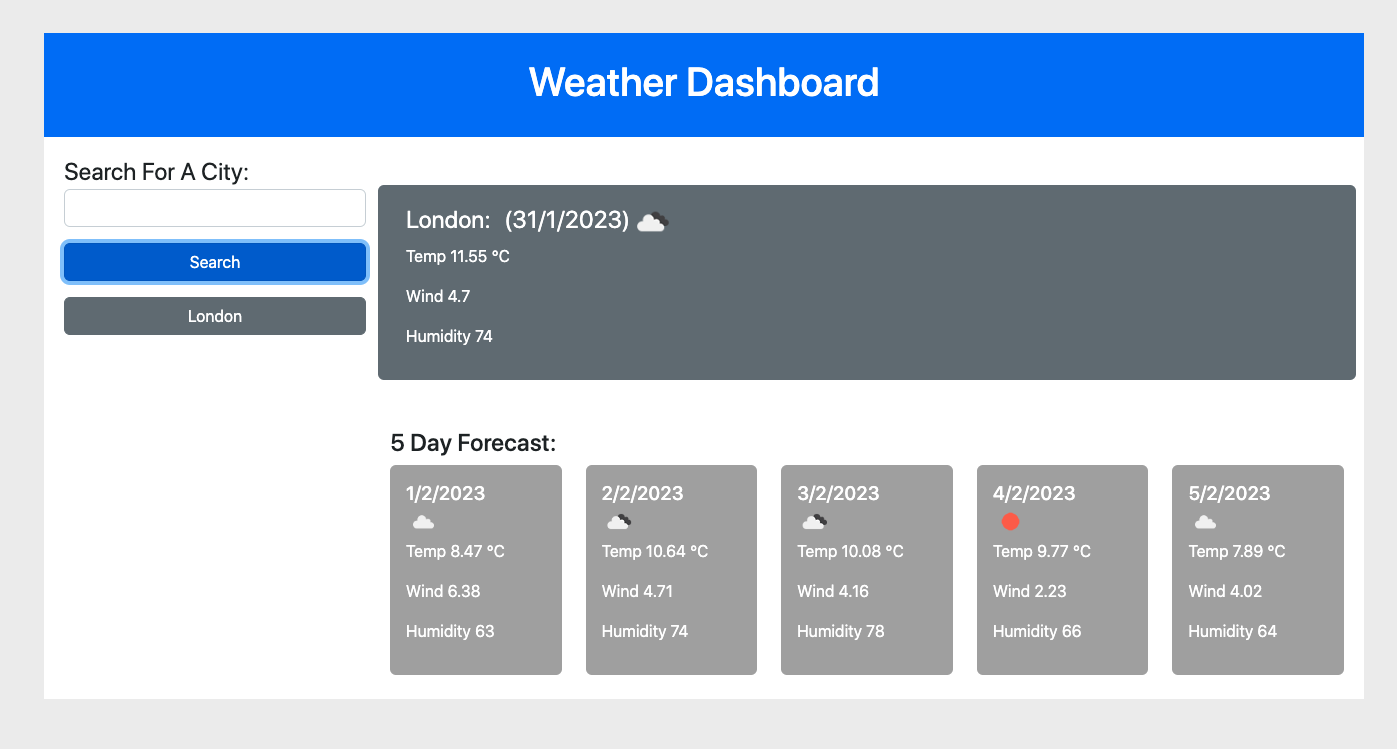 Weather Dashboard
Search For A City:
Search
London
London: (31/1/2023)
Temp 11.55 °C
Wind 4.7
Humidity 74
5 Day Forecast:
1/2/2023
Temp 8.47 °C
Wind 6.38
Humidity 63
2/2/2023
Temp 10.64 °C
Wind 4.71
Humidity 74
3/2/2023
Temp 10.08 °C
Wind 4.16
Humidity 78
4/2/2023
Temp 9.77 °C
Wind 2.23
Humidity 66
5/2/2023
Temp 7.89 °C
Wind 4.02
Humidity 64